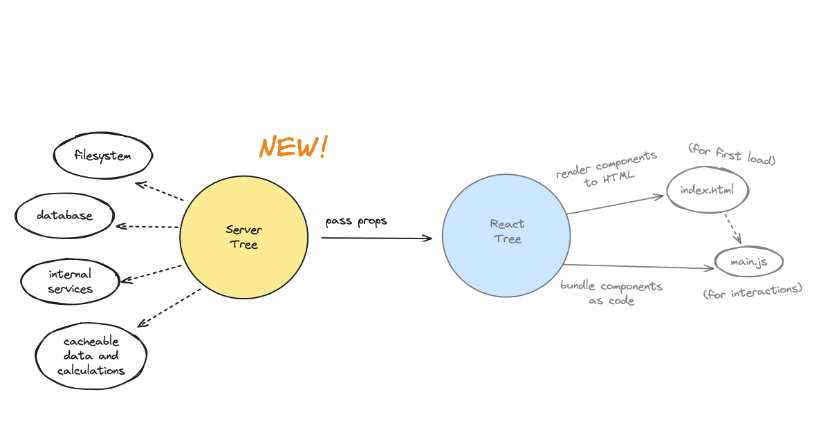 NEW!
filesystem
database
internal
services
cacheable
data and
calculations
Server
Tree
pass props
React
Tree
render components
to HTML
(for first load)
index.html
main.js
bundle components
as code
(for interactions)